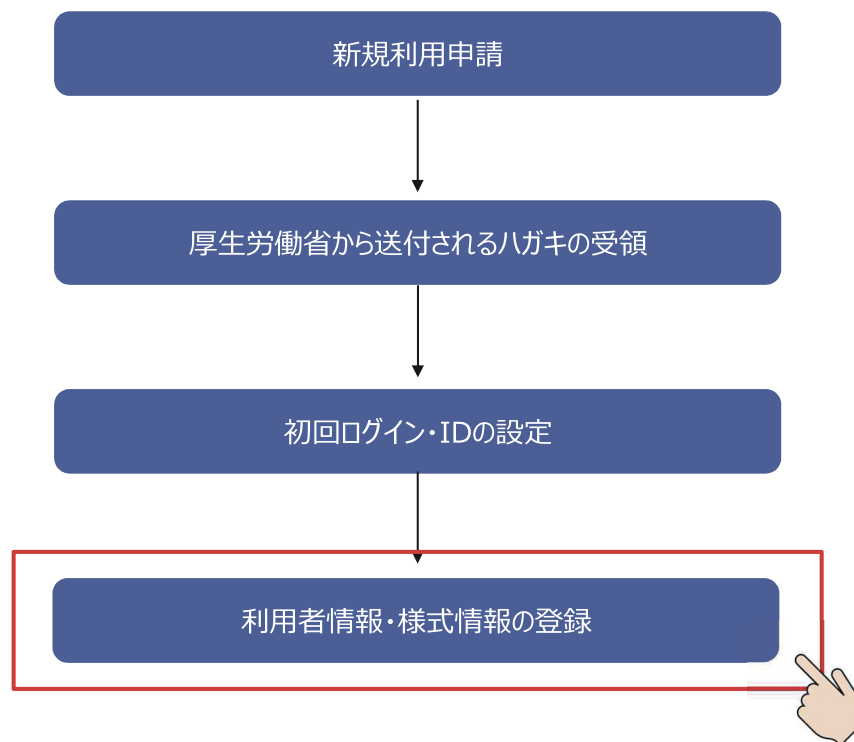 新規利用申請
厚生労働省から送付されるハガキの受領
初回ログイン・IDの設定
利用者情報・様式情報の登録